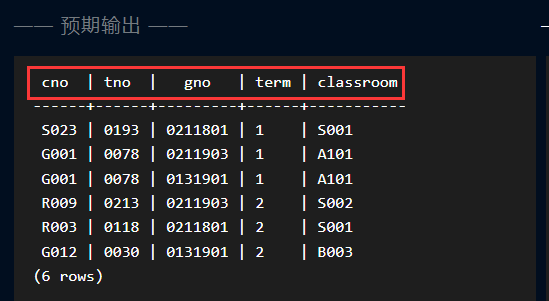 —— 预期输出 ——
cno | tno | gno | term | classroom
------+------+---------+------+-----------
S023 | 0193 | 0211801 | 1 | S001
G001 | 0078 | 0211903 | 1 | A101
G001 | 0078 | 0131901 | 1 | A101
R009 | 0213 | 0211903 | 2 | S002
R003 | 0118 | 0211801 | 2 | S001
G012 | 0030 | 0131901 | 2 | B003
(6 rows)